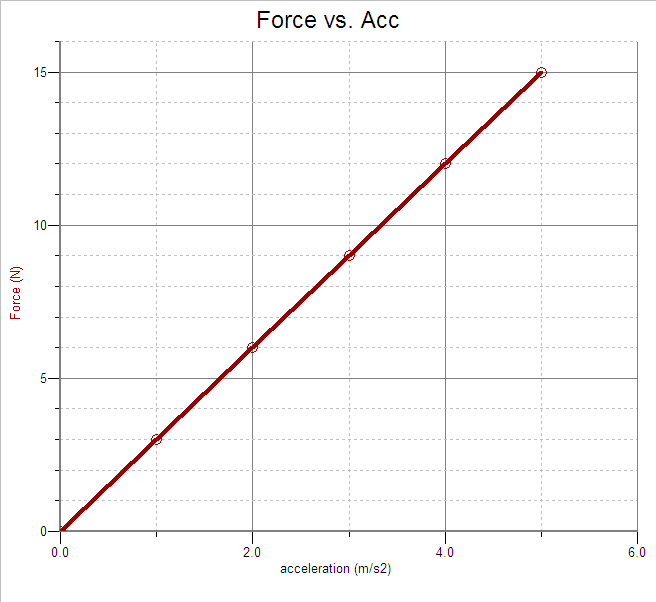 Force vs. Acc
15
10
Force (N)
5
0
0.0 2.0 4.0 6.0
acceleration (m/s2)